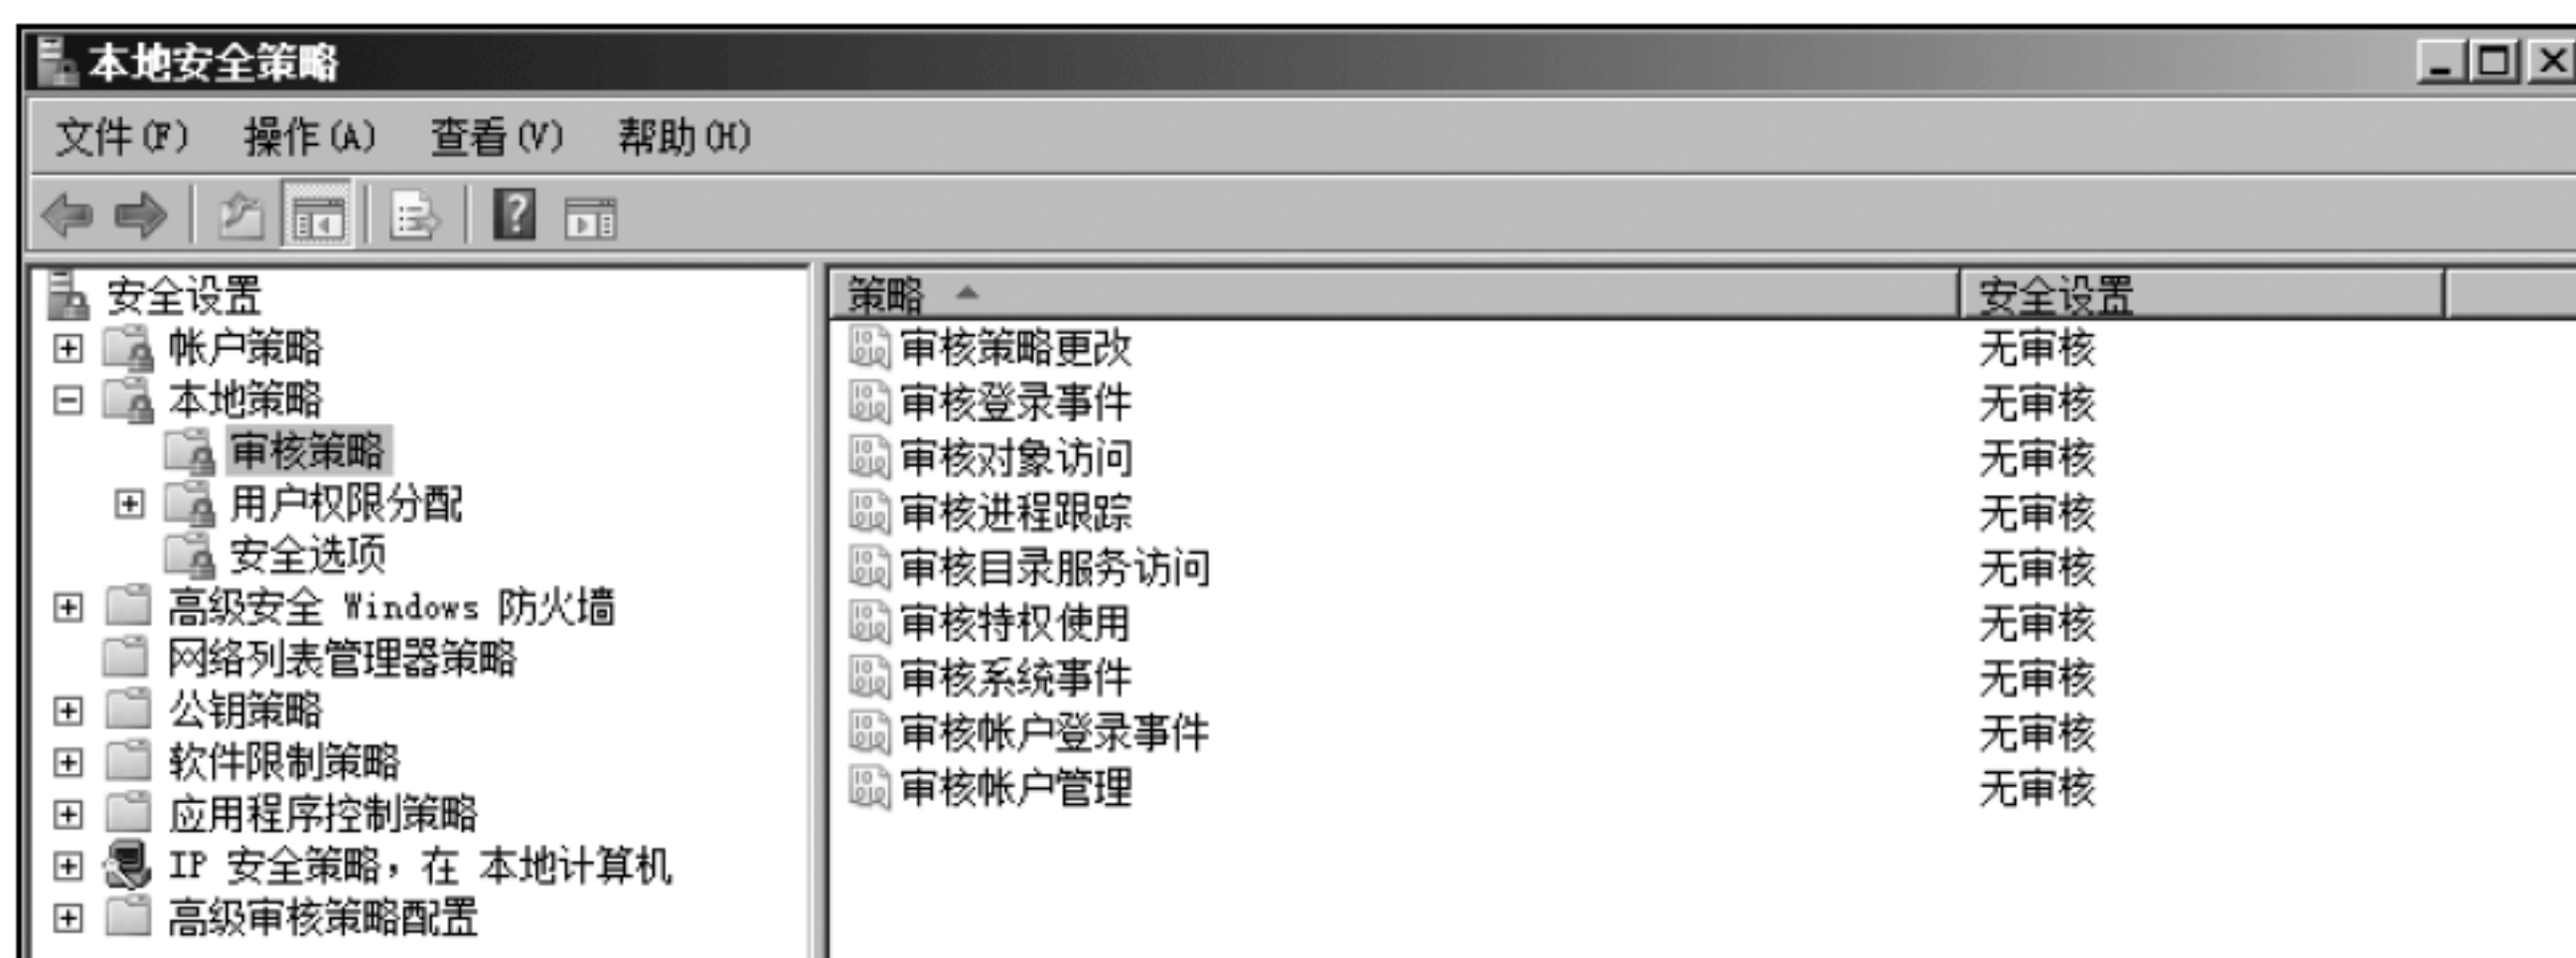 本地安全策略
文件(F) 操作(A) 查看(V) 帮助(H)
安全设置
帐户策略
本地策略
审核策略
用户权限分配
安全选项
高级安全 Windows 防火墙
网络列表管理器策略
公钥策略
软件限制策略
应用程序控制策略
IP 安全策略，在 本地计算机
高级审核策略配置
策略 安全设置
审核策略更改 无审核
审核登录事件 无审核
审核对象访问 无审核
审核进程跟踪 无审核
审核目录服务访问 无审核
审核特权使用 无审核
审核系统事件 无审核
审核帐户登录事件 无审核
审核帐户管理 无审核